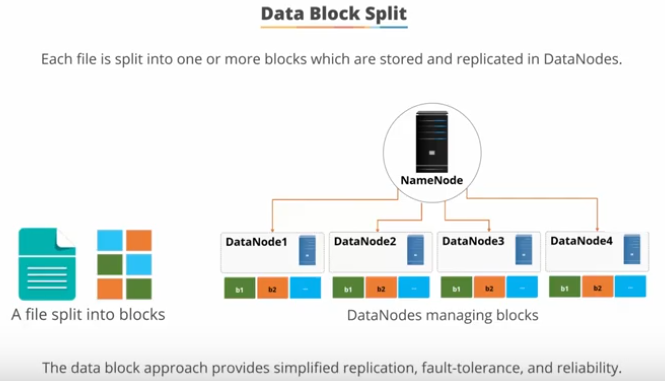 Data Block Split
Each file is split into one or more blocks which are stored and replicated in DataNodes.
NameNode
DataNode1 DataNode2 DataNode3 DataNode4
b1 b2 ... b1 b2 ... b1 b2 ... b1 b2 ...
A file split into blocks
DataNodes managing blocks
The data block approach provides simplified replication, fault-tolerance, and reliability.